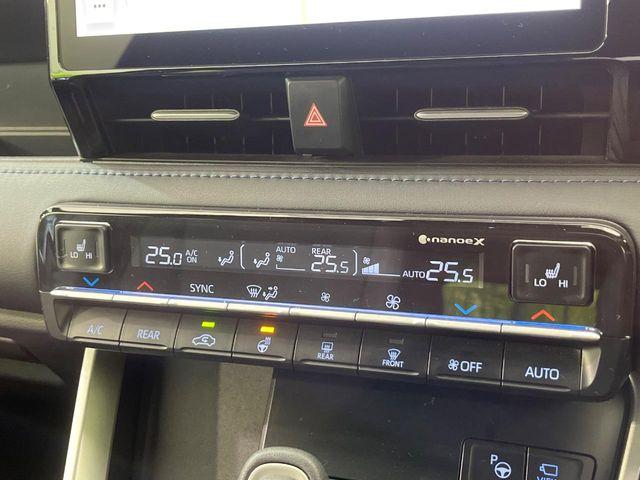 nanoeX
LO HI
25.0 A/C ON
AUTO
REAR
25.5
AUTO 25.5
LO HI
SYNC
A/C
REAR
REAR
FRONT
OFF
AUTO
P
VIEW